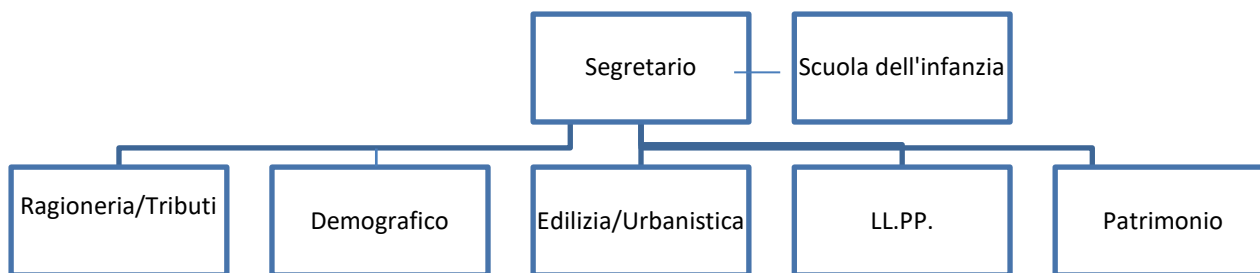 Segretario
Scuola dell'infanzia
Ragioneria/Tributi
Demografico
Edilizia/Urbanistica
LL.PP.
Patrimonio